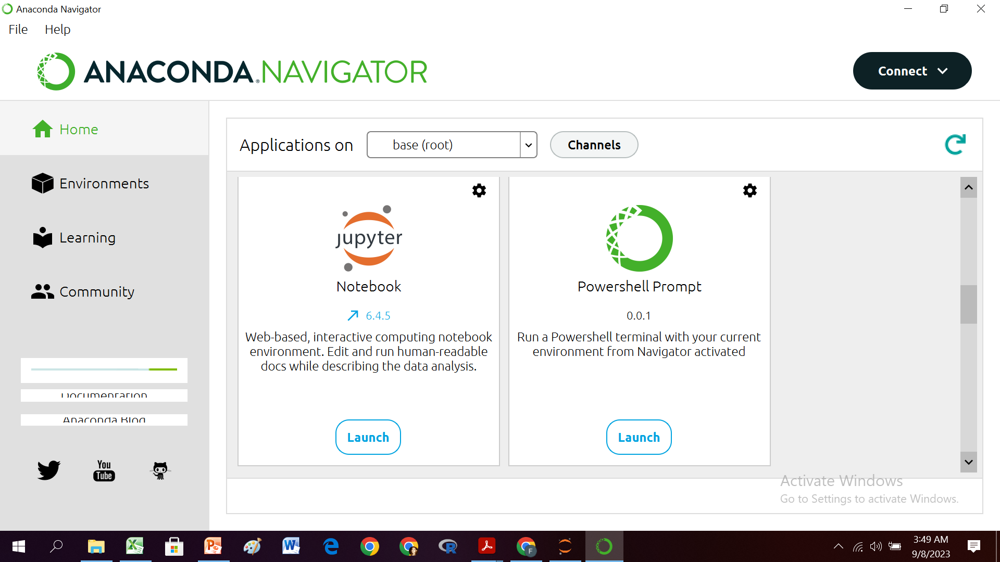 Anaconda Navigator
File Help
ANACONDA.NAVIGATOR
Connect
Home
Environments
Learning
Community
Documentation
Anaconda Blog
You
Tube
Applications on base (root) Channels
jupyter
Notebook
6.4.5
Web-based, interactive computing notebook
environment. Edit and run human-readable
docs while describing the data analysis.
Launch
Powershell Prompt
0.0.1
Run a Powershell terminal with your current
environment from Navigator activated
Launch
Activate Windows
Go to Settings to activate Windows.
X
P
W
R
F
3:49 AM
9/8/2023